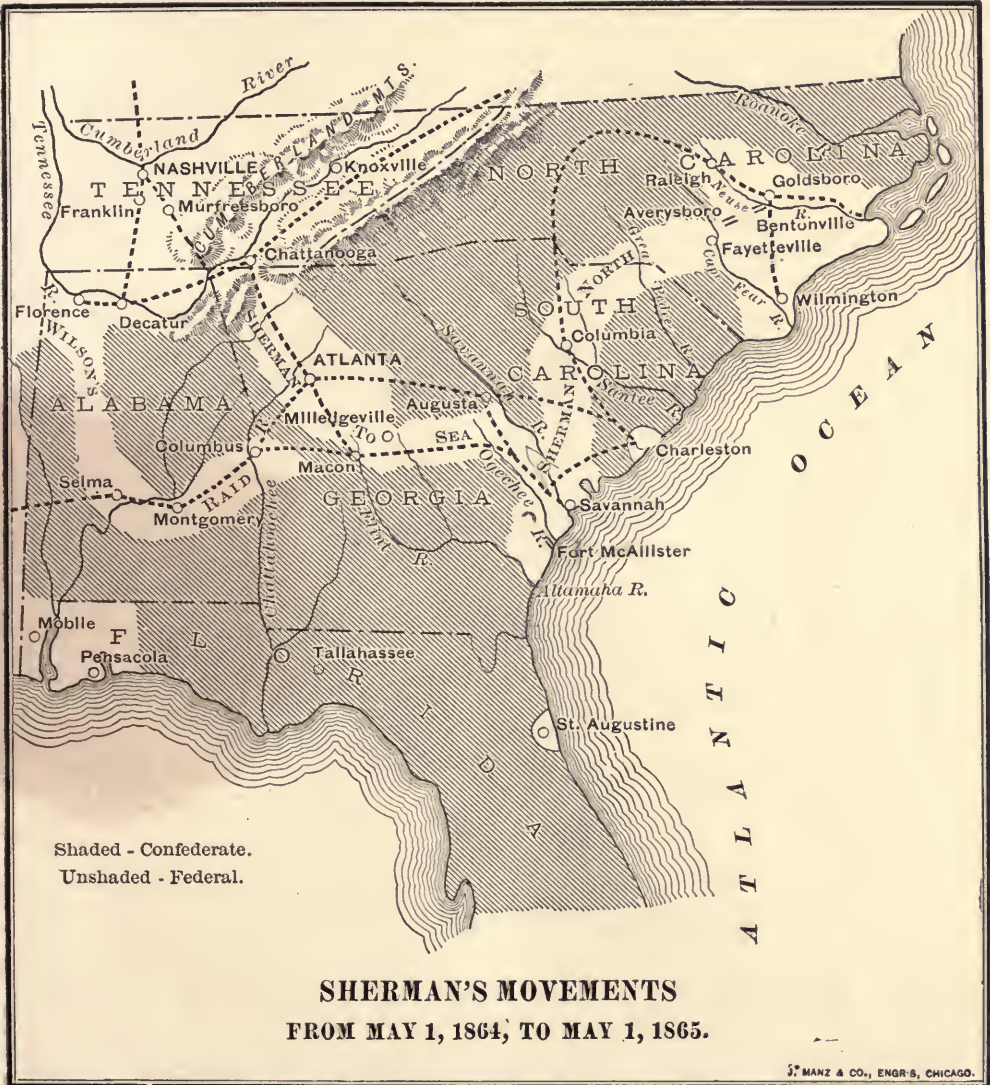 River
Cumberland
CUMBERLAND MTS.
Tennessee
R.
NASHVILLE
Knoxville
TENNESSEE
Franklin
Murfreesboro
Chattanooga
Florence
Decatur
Roanoke
NORTH CAROLINA
Raleigh
Goldsboro
Neuse
R.
Averysboro
Bentonville
Fayetteville
Cape Fear R.
Wilmington
Great Pedee R.
SHERMAN
NORTH
SOUTH
CAROLINA
Columbia
Santee
R.
Savannah
R.
WILSON'S
RAID
ALABAMA
SHERMAN
TO
SEA
ATLANTA
Milledgeville
Augusta
Charleston
Columbus
R.
Macon
Selma
Montgomery
GEORGIA
Ogechee
R.
Savannah
Chattahoochee
Flint
R.
Fort McAllister
Altamaha R.
Mobile
Pensacola
FLORIDA
Tallahassee
St. Augustine
ATLANTIC
OCEAN
Shaded - Confederate.
Unshaded - Federal.
SHERMAN'S MOVEMENTS
FROM MAY 1, 1864, TO MAY 1, 1865.
MANZ & CO., ENGR'S, CHICAGO.